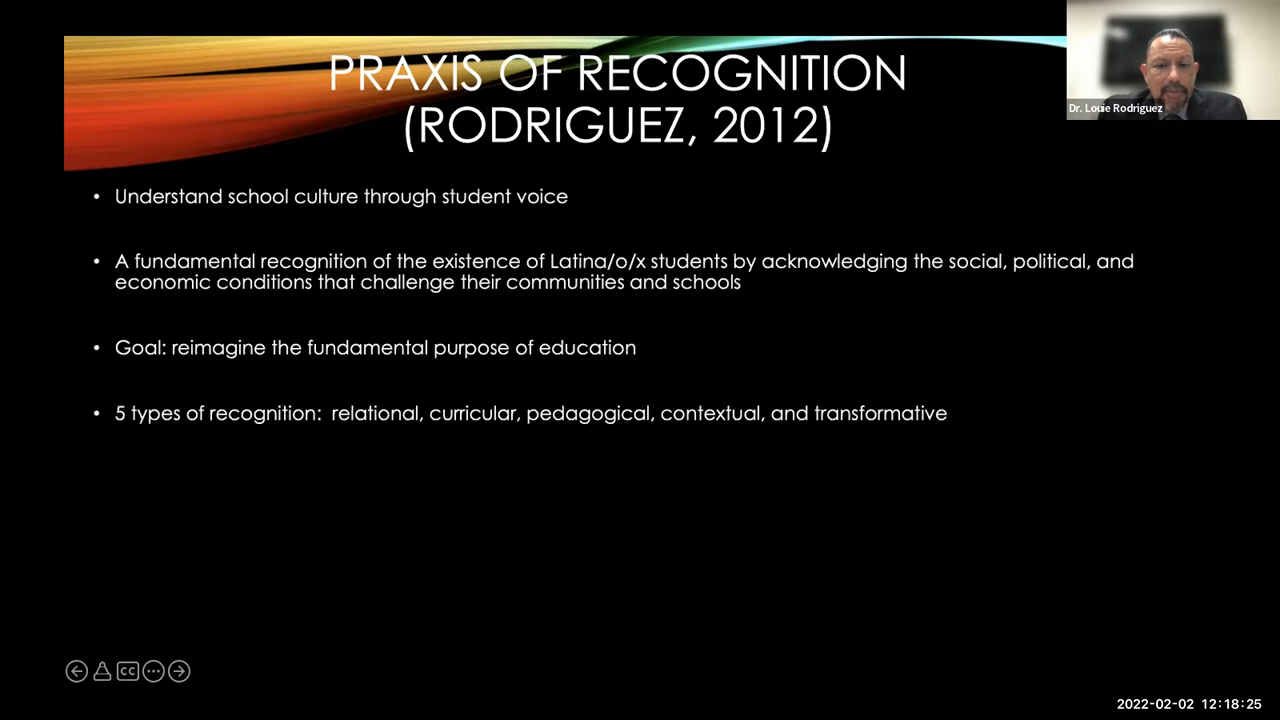 PRAXIS OF RECOGNITION
(RODRIGUEZ, 2012)
Dr. Louie Rodriguez
• Understand school culture through student voice
• A fundamental recognition of the existence of Latina/o/x students by acknowledging the social, political, and
economic conditions that challenge their communities and schools
• Goal: reimagine the fundamental purpose of education
• 5 types of recognition:  relational, curricular, pedagogical, contextual, and transformative
CC
2022-02-02 12:18:25